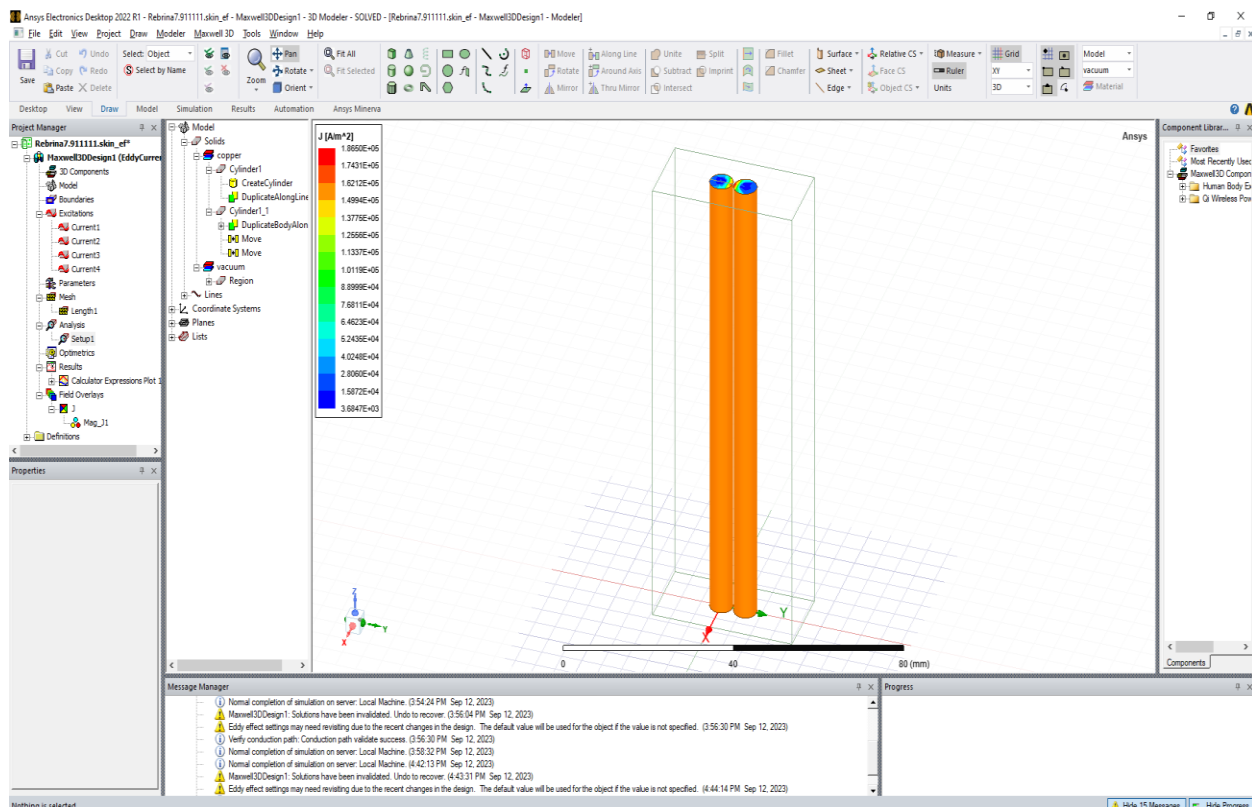 Ansys Electronics Desktop 2022 R1 - Rebrina7.911111.skin_ef - Maxwell3DDesign1 - 3D Modeler - SOLVED - [Rebrina7.911111.skin_ef - Maxwell3DDesign1 - Modeler]
File Edit View Project Draw Modeler Maxwell 3D Tools Window Help
Save
Cut Undo
Copy Redo
Paste Delete
Select: Object
Select by Name
Zoom
Pan
Rotate
Orient
Fit All
Fit Selected
Move Along Line Unite Split Fillet
Rotate Around Axis Subtract Imprint Chamfer
Mirror Thru Mirror Intersect
Surface
Sheet
Edge
Relative CS
Face CS
Object CS
Measure
Ruler
Units
Grid
XY
3D
Model
vacuum
Material
Desktop View Draw Model Simulation Results Automation Ansys Minerva
Project Manager
Rebrina7.911111.skin_ef*
Maxwell3DDesign1 (EddyCurre
3D Components
Model
Boundaries
Excitations
Current1
Current2
Current3
Current4
Parameters
Mesh
Length1
Analysis
Setup1
Optimetrics
Results
Calculator Expressions Plot 1
Field Overlays
J
Mag_J1
Definitions
Properties
Model
Solids
copper
Cylinder1
CreateCylinder
DuplicateAlongLine
Cylinder1_1
DuplicateBodyAlon
Move
Move
vacuum
Region
Lines
Coordinate Systems
Planes
Lists
J [A/m^2]
1.8650E+05
1.7431E+05
1.6212E+05
1.4994E+05
1.3775E+05
1.2556E+05
1.1337E+05
1.0119E+05
8.8999E+04
7.6811E+04
6.4623E+04
5.2435E+04
4.0248E+04
2.8060E+04
1.5872E+04
3.6847E+03
Ansys
Z
Y
X
X
Y
0 40 80 (mm)
Component Librar...
Favorites
Most Recently Used
Maxwell3D Compon
Human Body Ex
Qi Wireless Pow
Components
Message Manager
Normal completion of simulation on server: Local Machine. (3:54:24 PM Sep 12, 2023)
Maxwell3DDesign1: Solutions have been invalidated. Undo to recover. (3:56:04 PM Sep 12, 2023)
Eddy effect settings may need revisiting due to the recent changes in the design. The default value will be used for the object if the value is not specified. (3:56:30 PM Sep 12, 2023)
Verify conduction path: Conduction path validate success. (3:56:30 PM Sep 12, 2023)
Normal completion of simulation on server: Local Machine. (3:58:32 PM Sep 12, 2023)
Normal completion of simulation on server: Local Machine. (4:42:13 PM Sep 12, 2023)
Maxwell3DDesign1: Solutions have been invalidated. Undo to recover. (4:43:31 PM Sep 12, 2023)
Eddy effect settings may need revisiting due to the recent changes in the design. The default value will be used for the object if the value is not specified. (4:44:14 PM Sep 12, 2023)
Progress
Nothing is selected
Hide 15 Messages Hide Progress